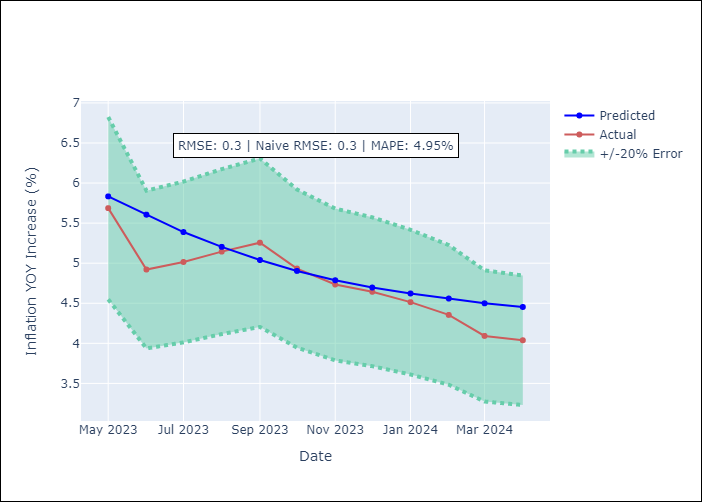 7
6.5
6
5.5
5
4.5
4
3.5
Inflation YOY Increase (%)
RMSE: 0.3 | Naive RMSE: 0.3 | MAPE: 4.95%
May 2023
Jul 2023
Sep 2023
Nov 2023
Jan 2024
Mar 2024
Date
Predicted
Actual
+/-20% Error